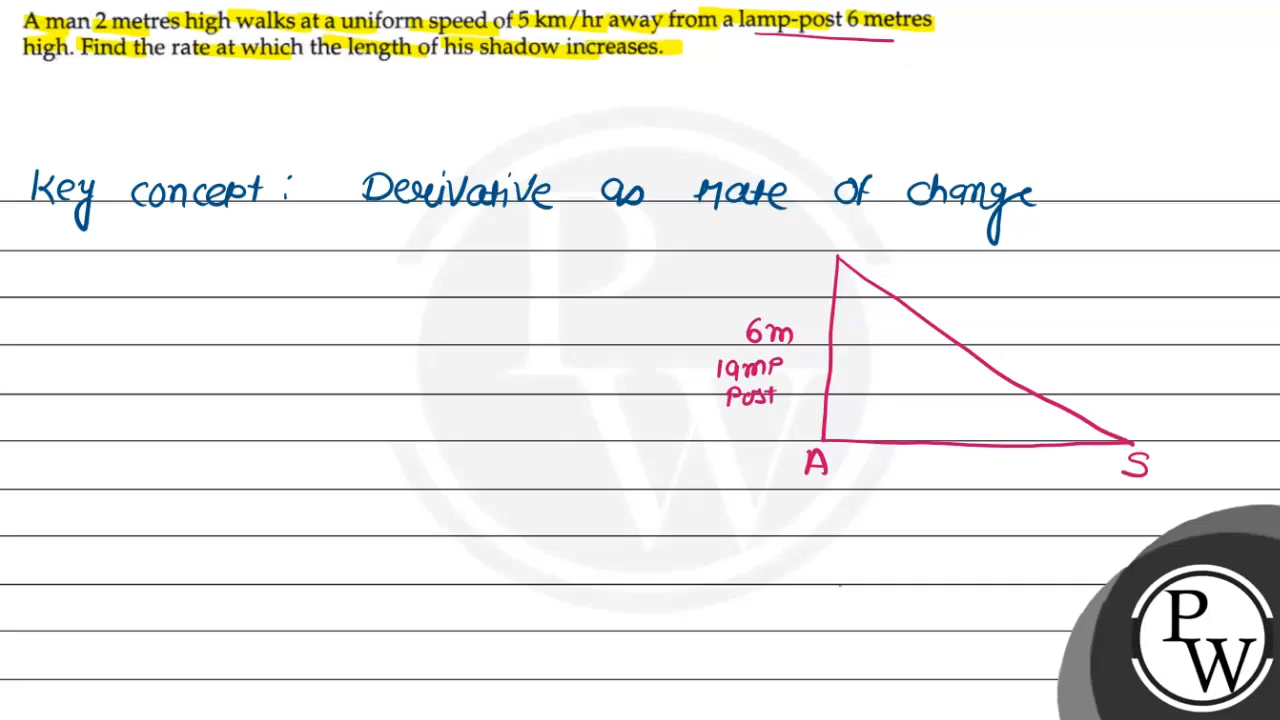 A man 2 metres high walks at a uniform speed of 5 km/hr away from a lamp-post 6 metres
high. Find the rate at which the length of his shadow increases.
Key concept: Derivative as rate of change
6m
lamp
Post
A
S
P
W
P
W